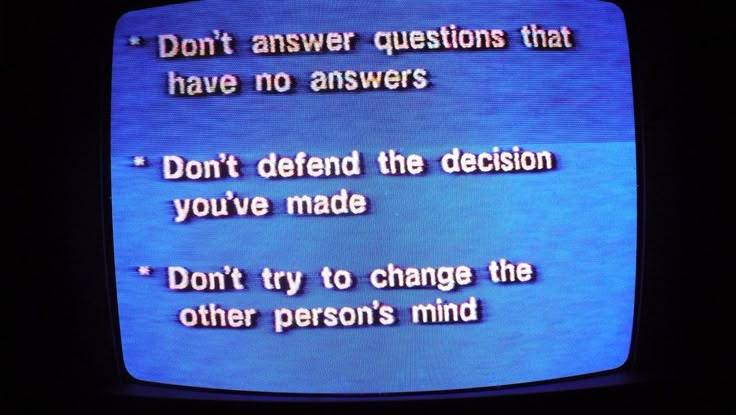 * Don't answer questions that
have no answers
* Don't defend the decision
you've made
* Don't try to change the
other person's mind